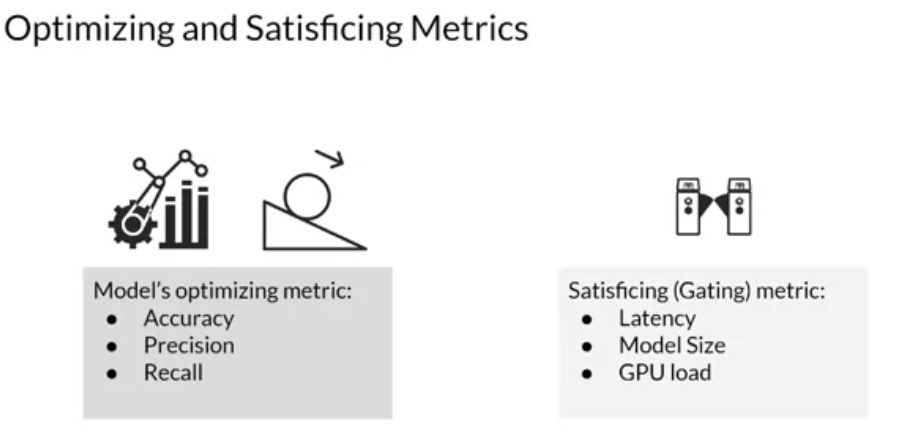 Optimizing and Satisficing Metrics
Model's optimizing metric:
● Accuracy
● Precision
● Recall
Satisficing (Gating) metric:
● Latency
● Model Size
● GPU load